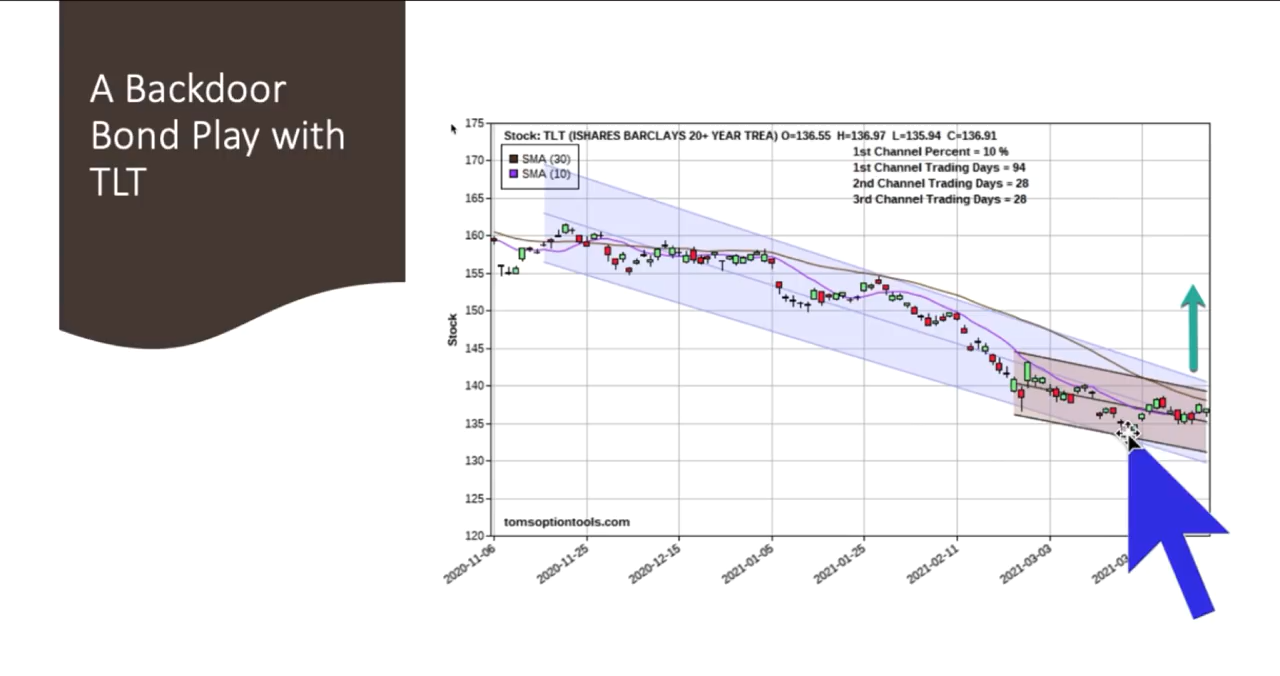 A Backdoor
Bond Play with
TLT
Stock: TLT (ISHARES BARCLAYS 20+ YEAR TREA) O=136.55 H=136.97 L=135.94 C=136.91
1st Channel Percent = 10 %
1st Channel Trading Days = 94
2nd Channel Trading Days = 28
3rd Channel Trading Days = 28
SMA (30)
SMA (10)
175
170
165
160
155
150
145
140
135
130
125
120
Stock
tomsoptiontools.com
2020-11-06
2020-11-25
2020-12-15
2021-01-05
2021-01-25
2021-02-11
2021-03-03